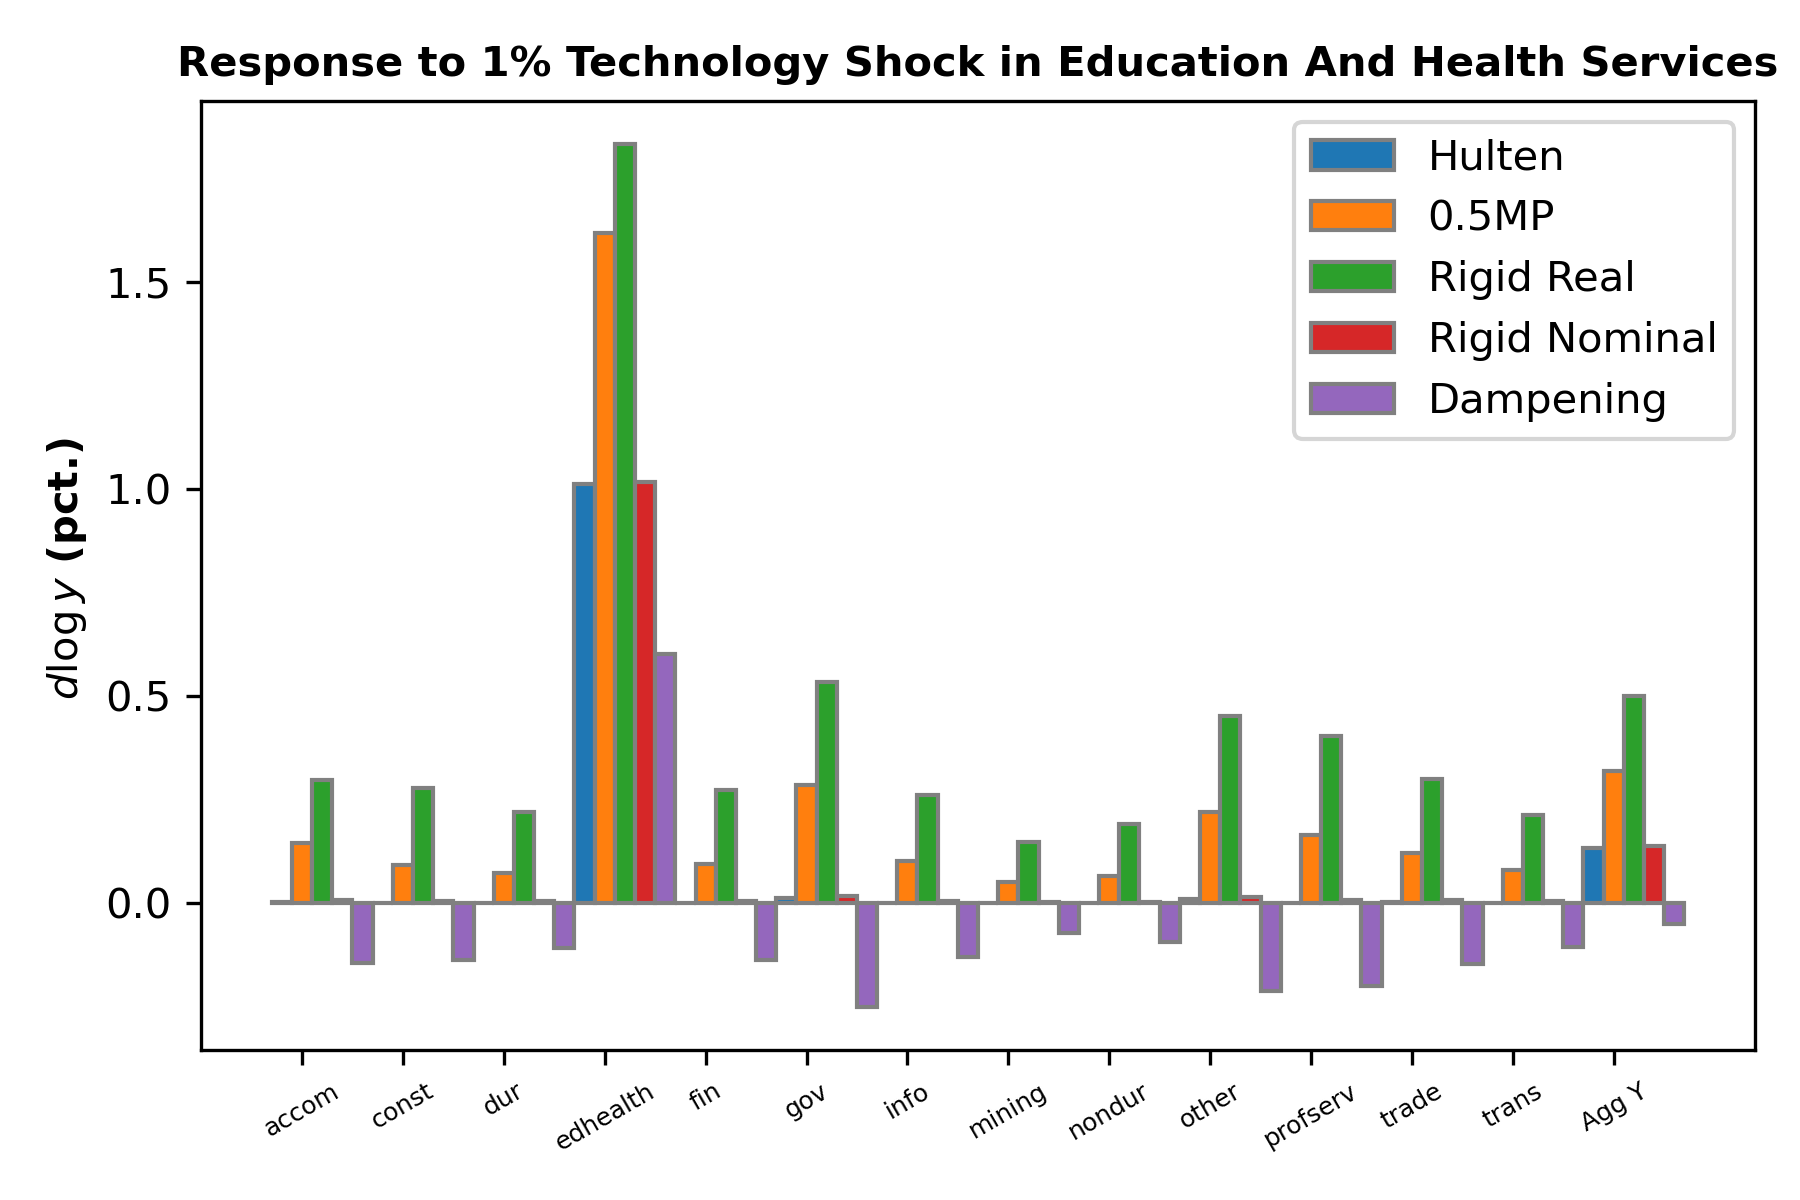 Response to 1% Technology Shock in Education And Health Services
Hulten
0.5MP
Rigid Real
Rigid Nominal
Dampening
dlog y (pct.)
1.5
1.0
0.5
0.0
accom
const
dur
edhealth
fin
gov
info
mining
nondur
other
profserv
trade
trans
Agg Y